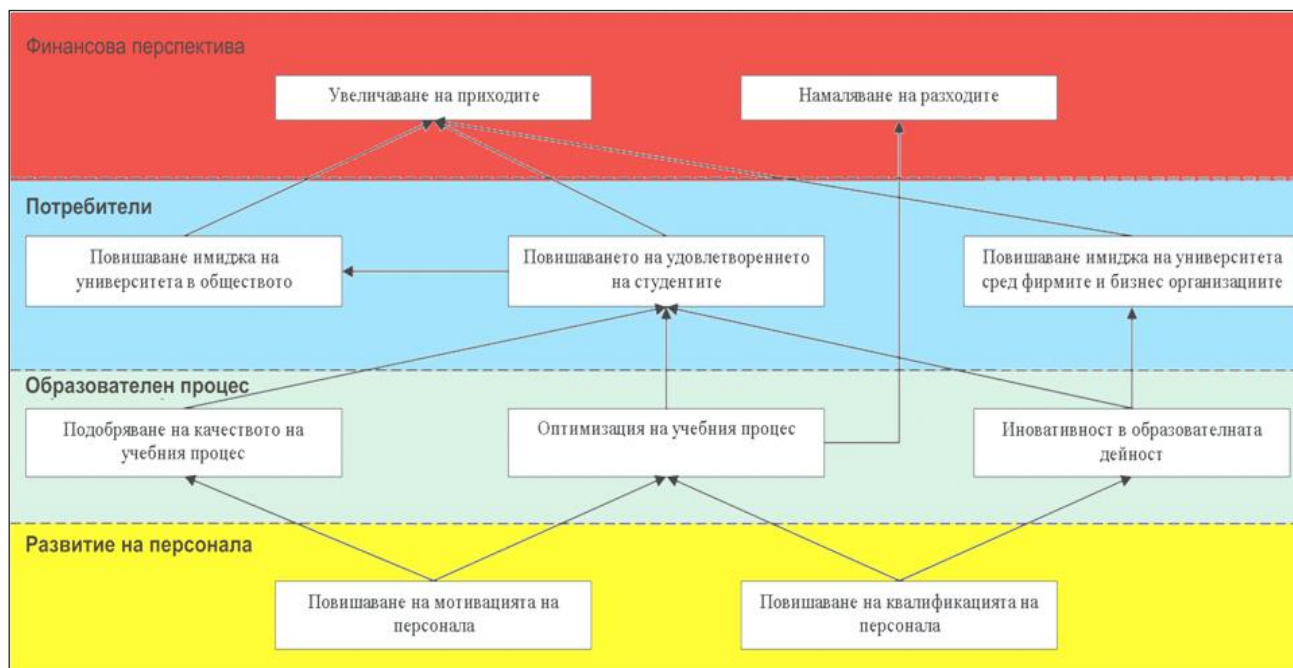 Финансова перспектива
Увеличаване на приходите
Намаляване на разходите
Потребители
Повишаване имиджа на
университета в обществото
Повишаването на удовлетворението
на студентите
Повишаване имиджа на университета
сред фирмите и бизнес организациите
Образователен процес
Подобряване на качеството на
учебния процес
Оптимизация на учебния процес
Иновативност в образователната
дейност
Развитие на персонала
Повишаване на мотивацията на
персонала
Повишаване на квалификацията на
персонала